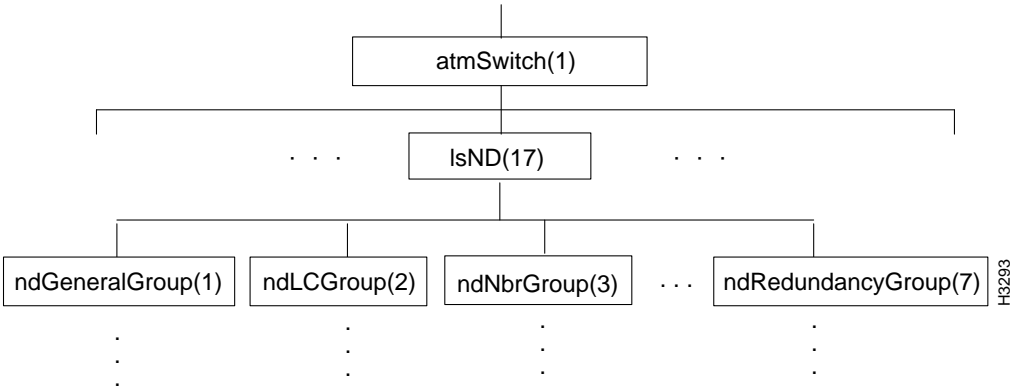 atmSwitch(1)
. . . lsND(17) . . .
ndGeneralGroup(1) ndLCGroup(2) ndNbrGroup(3) . . . ndRedundancyGroup(7)
H3293